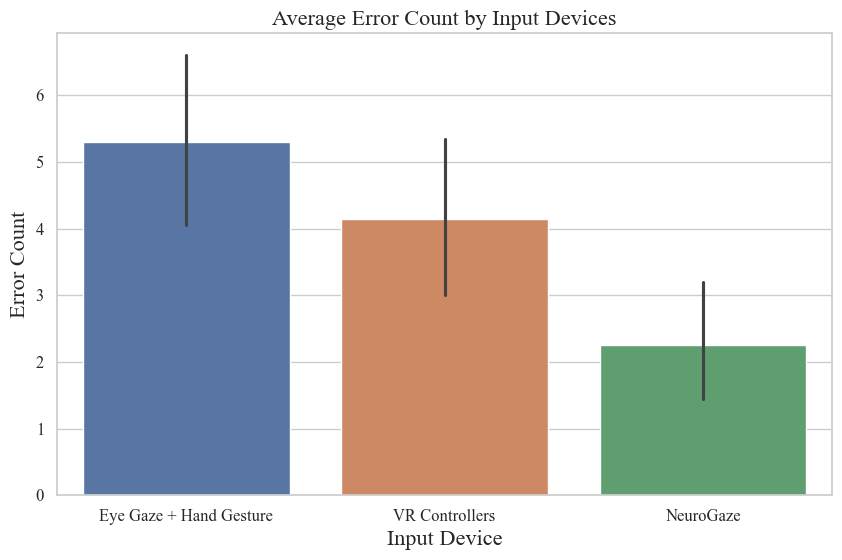 Average Error Count by Input Devices
Error Count
6
5
4
3
2
1
0
Eye Gaze + Hand Gesture
VR Controllers
NeuroGaze
Input Device